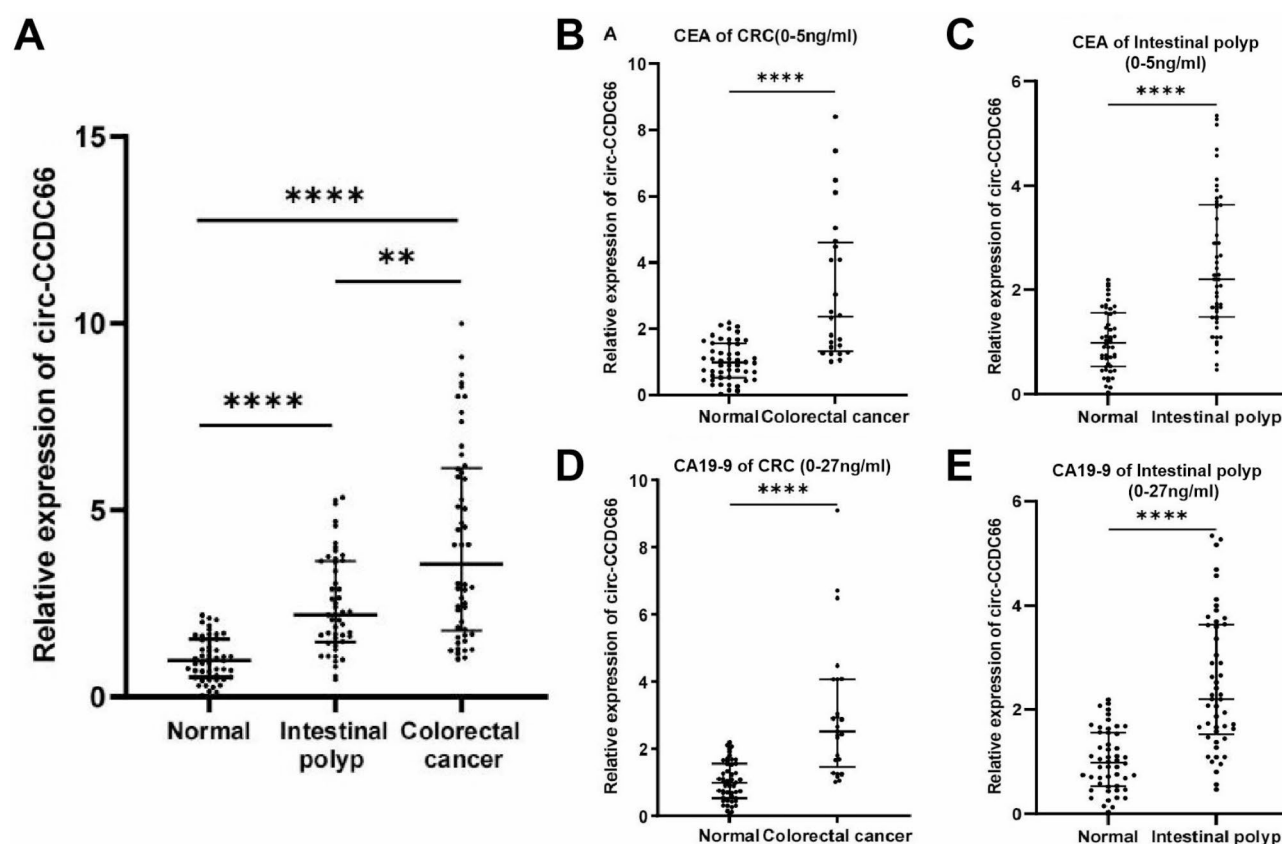 A
Relative expression of circ-CCDC66
15
10
5
0
****
**
****
Normal
Intestinal
polyp
Colorectal
cancer
B
A
CEA of CRC(0-5ng/ml)
Relative expression of circ-CCDC66
10
8
6
4
2
0
****
Normal
Colorectal cancer
C
CEA of Intestinal polyp
(0-5ng/ml)
Relative expression of circ-CCDC66
6
4
2
0
****
Normal
Intestinal polyp
D
CA19-9 of CRC (0-27ng/ml)
Relative expression of circ-CCDC66
10
8
6
4
2
0
****
Normal
Colorectal cancer
E
CA19-9 of Intestinal polyp
(0-27ng/ml)
Relative expression of circ-CCDC66
6
4
2
0
****
Normal
Intestinal polyp